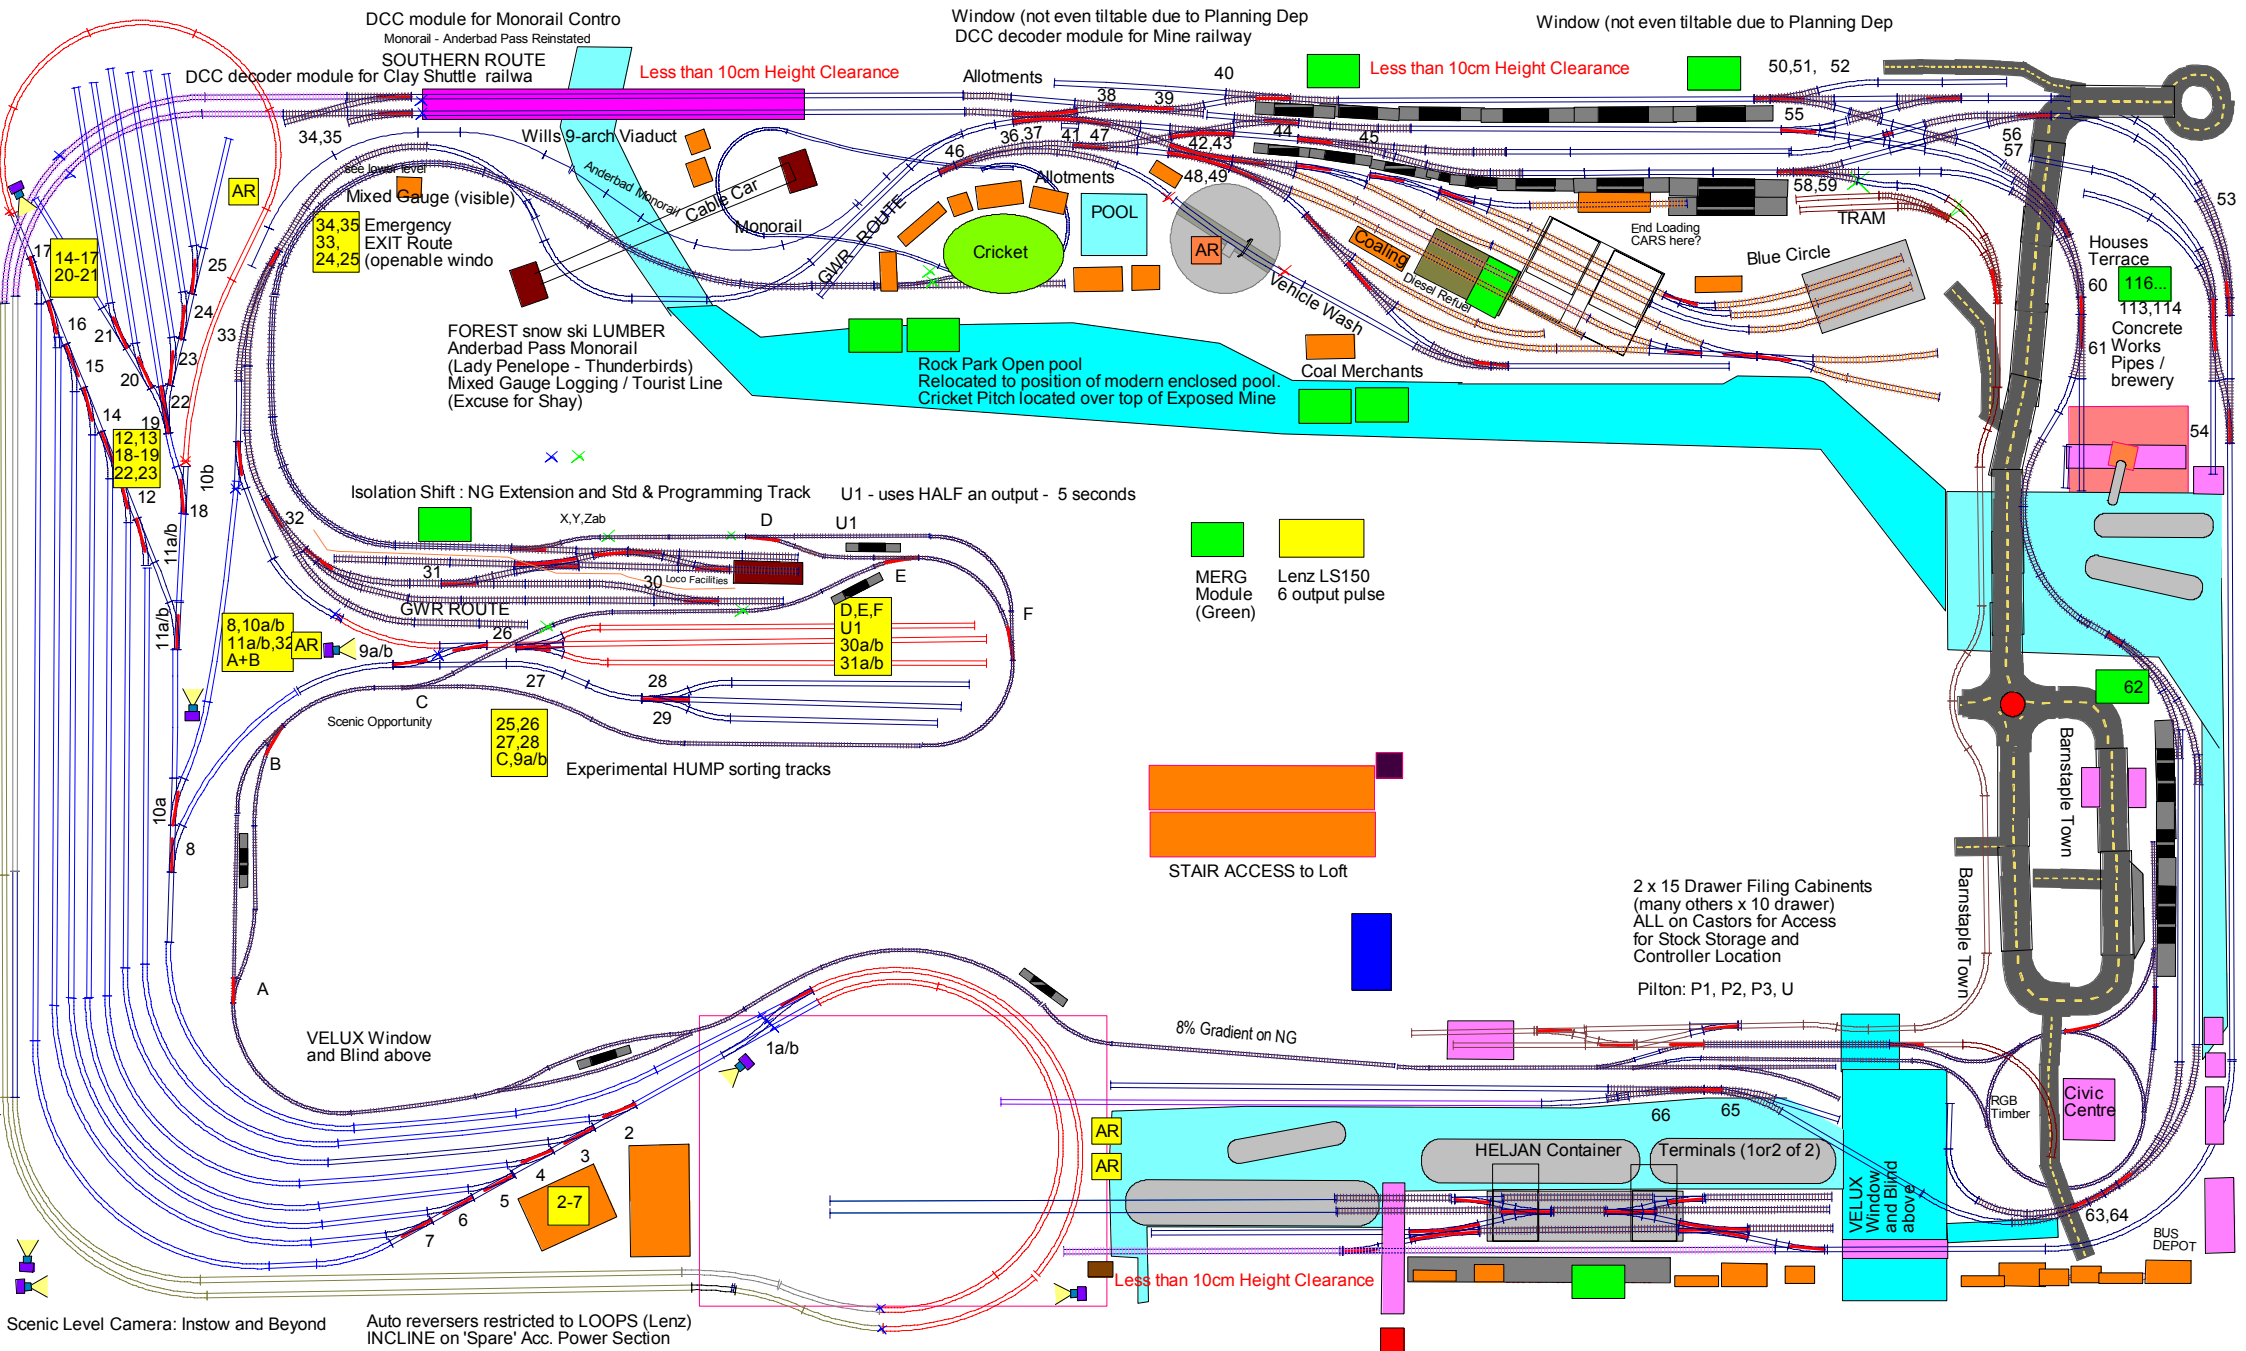 DCC module for Monorail Contro
Monorail - Anderbad Pass Reinstated
SOUTHERN ROUTE
DCC decoder module for Clay Shuttle railwa
Less than 10cm Height Clearance
Window (not even tiltable due to Planning Dep
DCC decoder module for Mine railway
Allotments
40
Less than 10cm Height Clearance
Window (not even tiltable due to Planning Dep
50,51, 52
38
39
34,35
Wills 9-arch Viaduct
36,37
41
47
44
45
42,43
46
48,49
55
56
57
58,59
53
see lower level
Mixed Gauge (visible)
AR
34,35
33,
24,25
Emergency
EXIT Route
(openable windo
Anderbad Monorail
Cable Car
Monorail
GWR ROUTE
Allotments
POOL
Cricket
AR
Coaling
Diesel Refuel
Vehicle Wash
End Loading
CARS here?
TRAM
Blue Circle
Houses
Terrace
60
116...
113,114
Concrete
Works
Pipes /
brewery
61
54
17
14-17
20-21
16
15
14
21
20
19
25
24
23
22
33
12,13
18-19
22,23
12
18
10b
11a/b
11a/b
FOREST snow ski LUMBER
Anderbad Pass Monorail
(Lady Penelope - Thunderbirds)
Mixed Gauge Logging / Tourist Line
(Excuse for Shay)
Rock Park Open pool
Relocated to position of modern enclosed pool.
Cricket Pitch located over top of Exposed Mine
Coal Merchants
Isolation Shift : NG Extension and Std & Programming Track
U1 - uses HALF an output - 5 seconds
32
X,Y,Zab
D
U1
31
30
Loco Facilities
E
F
GWR ROUTE
26
8,10a/b
11a/b,32
A+B
AR
9a/b
D,E,F
U1
30a/b
31a/b
27
28
29
C
Scenic Opportunity
25,26
27,28
C,9a/b
Experimental HUMP sorting tracks
B
10a
8
A
MERG
Module
(Green)
Lenz LS150
6 output pulse
62
Barnstaple Town
Barnstaple Town
STAIR ACCESS to Loft
2 x 15 Drawer Filing Cabinents
(many others x 10 drawer)
ALL on Castors for Access
for Stock Storage and
Controller Location
Pilton: P1, P2, P3, U
VELUX Window
and Blind above
1a/b
8% Gradient on NG
2
3
4
5
6
7
2-7
AR
AR
66
65
RGB
Timber
Civic
Centre
HELJAN Container
Terminals (1or2 of 2)
VELUX
Window
and Blind
above
63,64
BUS
DEPOT
Less than 10cm Height Clearance
Scenic Level Camera: Instow and Beyond
Auto reversers restricted to LOOPS (Lenz)
INCLINE on 'Spare' Acc. Power Section